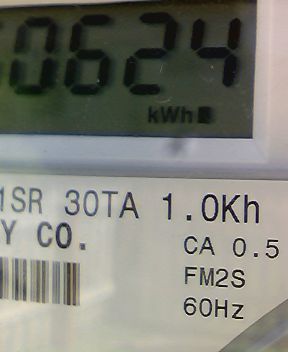 0624
kWh
1SR 30TA 1.0Kh
Y CO.
CA 0.5
FM2S
60Hz